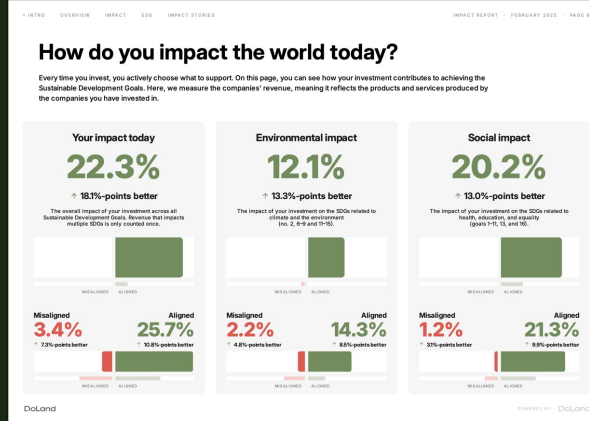 < INTRO OVERVIEW IMPACT ESG IMPACT STORIES
IMPACT REPORT · FEBRUARY 2025 · PAGE
How do you impact the world today?
Every time you invest, you actively choose what to support. On this page, you can see how your investment contributes to achieving the
Sustainable Development Goals. Here, we measure the companies' revenue, meaning it reflects the products and services produced by
the companies you have invested in.
Your impact today
22.3%
↑ 18.1%-points better
The overall impact of your investment across all
Sustainable Development Goals. Revenue that impacts
multiple SDGs is only counted once.
MISALIGNED ALIGNED
Misaligned Aligned
3.4% 25.7%
↑ 7.3%-points better ↑ 10.8%-points better
MISALIGNED ALIGNED
Environmental impact
12.1%
↑ 13.3%-points better
The impact of your investment on the SDGs related to
climate and the environment
(no. 2, 6–9 and 11–15).
MISALIGNED ALIGNED
Misaligned Aligned
2.2% 14.3%
↑ 4.8%-points better ↑ 8.5%-points better
MISALIGNED ALIGNED
Social impact
20.2%
↑ 13.0%-points better
The impact of your investment on the SDGs related to
health, education, and equality
(goals 1–11, 13, and 16).
MISALIGNED ALIGNED
Misaligned Aligned
1.2% 21.3%
↑ 3.1%-points better ↑ 9.9%-points better
MISALIGNED ALIGNED
DoLand
POWERED BY DoLand